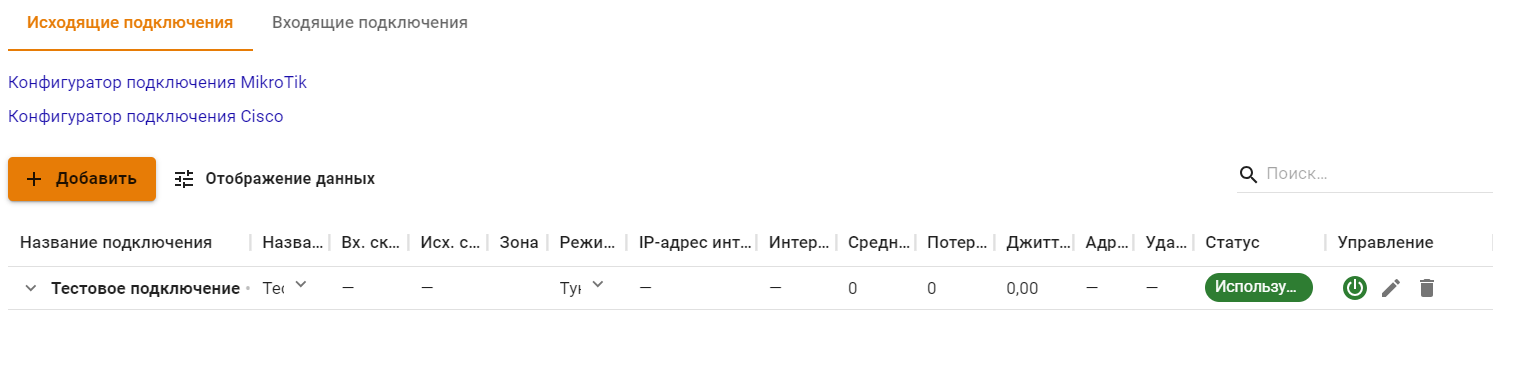 Исходящие подключения Входящие подключения
Конфигуратор подключения MikroTik
Конфигуратор подключения Cisco
Добавить Отображение данных Поиск...
Название подключения Назва... Вх. ск... Исх. с... Зона Режи... IP-адрес инт... Интер... Средн... Потер... Джитт... Адр... Уда... Статус Управление
Тестовое подключение • Тес — — Тун — — 0 0 0,00 — — Использу...